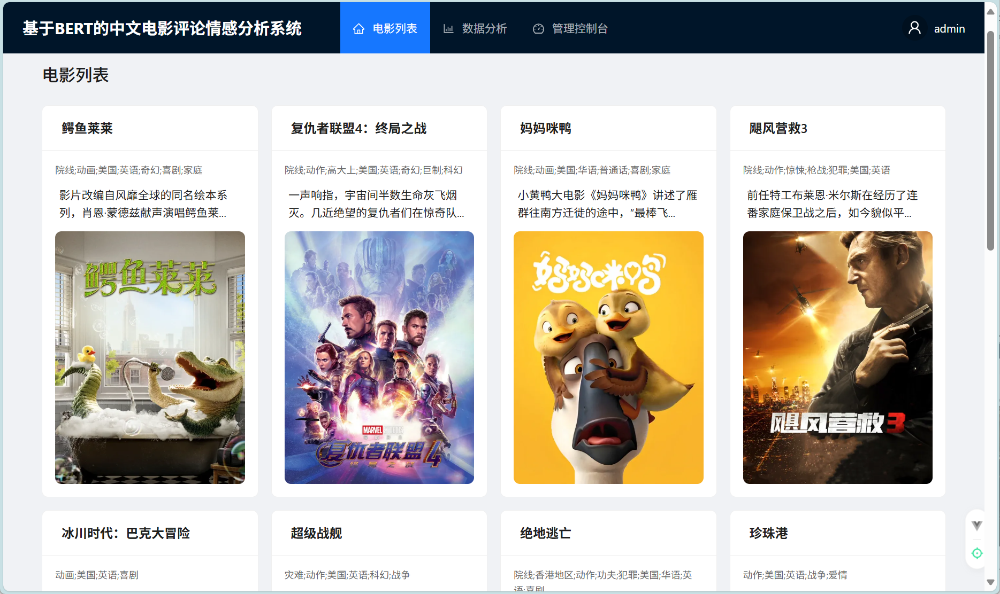 基于BERT的中文电影评论情感分析系统
电影列表
数据分析
管理控制台
admin
电影列表
鳄鱼莱莱
院线;动画;美国;英语;奇幻;喜剧;家庭
影片改编自风靡全球的同名绘本系
列，肖恩·蒙德兹献声演唱鳄鱼莱...
鳄鱼莱莱
复仇者联盟4：终局之战
院线;动作;高大上;美国;英语;奇幻;巨制;科幻
一声响指，宇宙间半数生命灰飞烟
灭。几近绝望的复仇者们在惊奇队...
MARVEL STUDIOS
复仇者联盟4
终局之战
妈妈咪鸭
院线;动画;美国;华语;普通话;喜剧;家庭
小黄鸭大电影《妈妈咪鸭》讲述了雁
群往南方迁徙的途中，“最棒飞...
妈妈咪鸭
飓风营救3
院线;动作;惊悚;枪战;犯罪;美国;英语
前任特工布莱恩·米尔斯在经历了连
番家庭保卫战之后，如今貌似平...
飓风营救3
冰川时代：巴克大冒险
动画;美国;英语;喜剧
超级战舰
灾难;动作;美国;英语;科幻;战争
绝地逃亡
院线;香港地区;动作;功夫;犯罪;美国;华语;英
语;喜剧
珍珠港
动作;美国;英语;战争;爱情